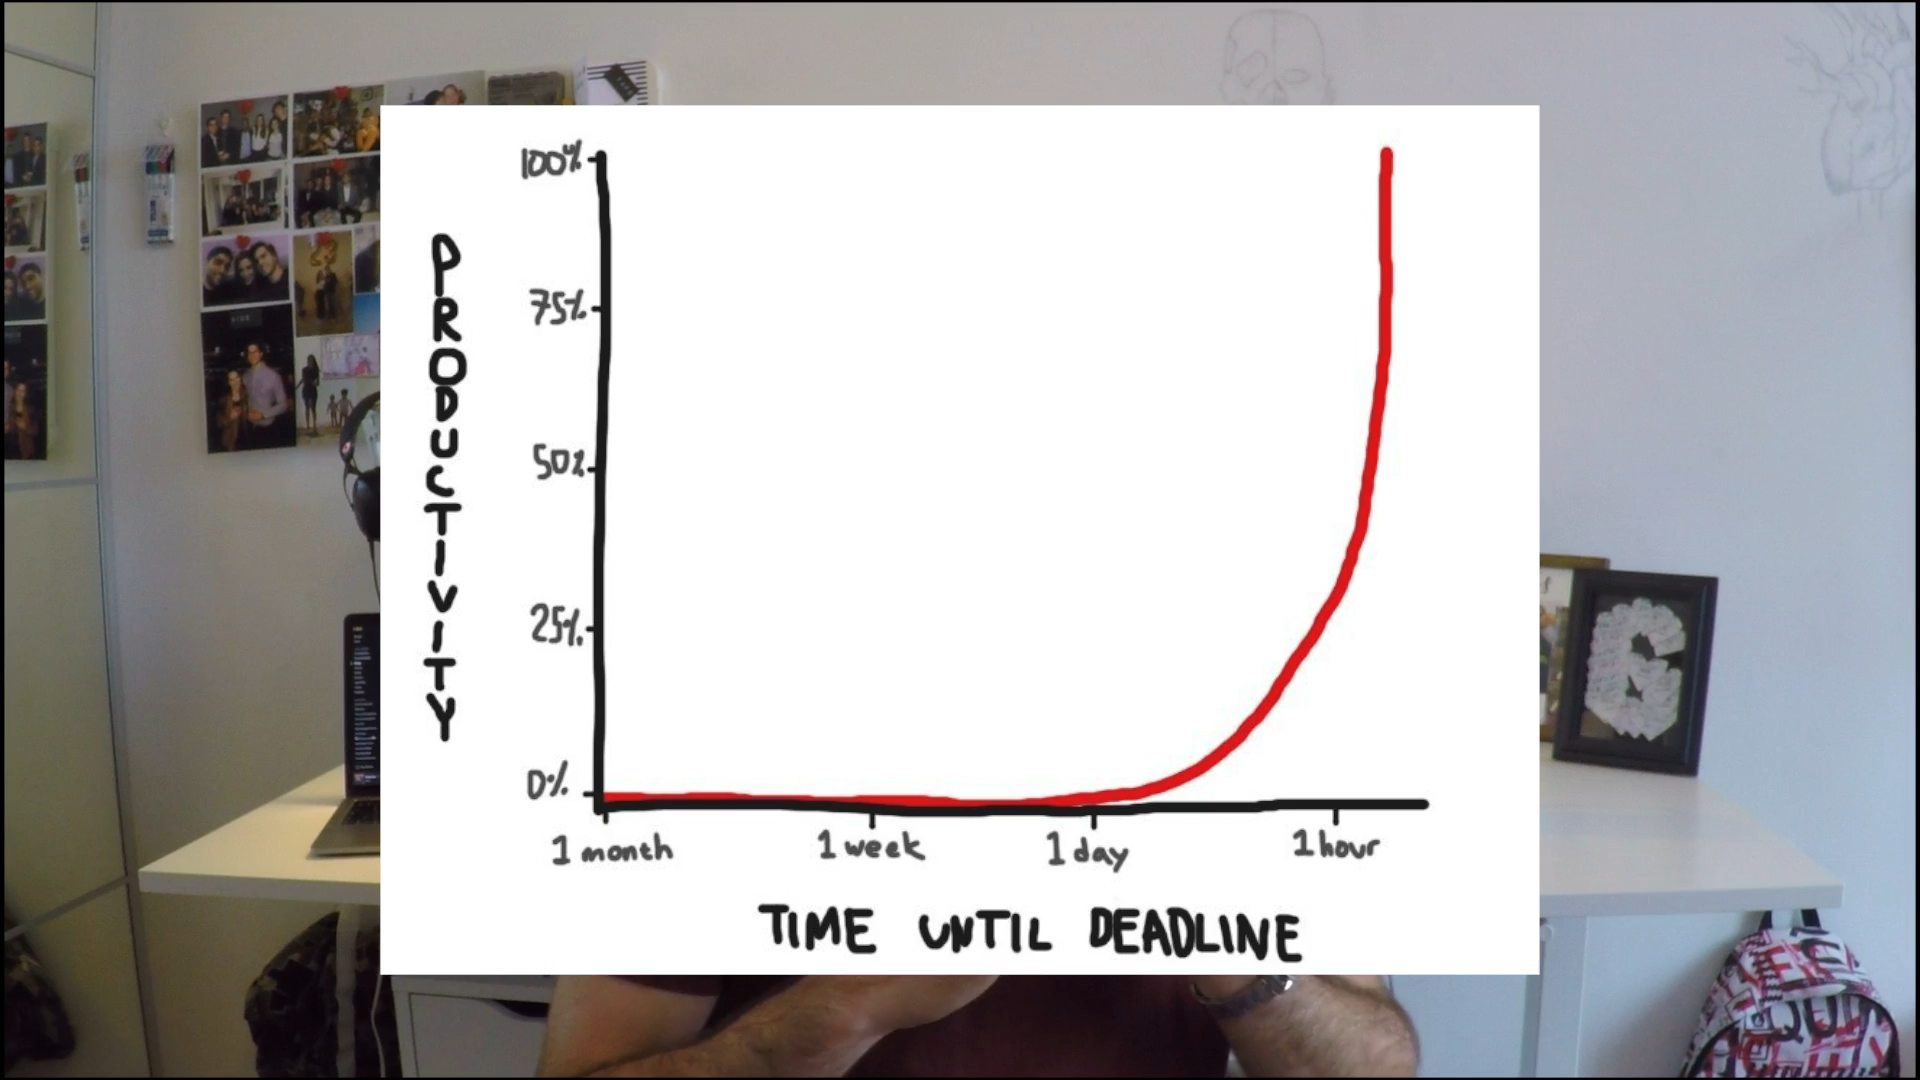 PRODUCTIVITY
100%
75%
50%
25%
0%
1 month
1 week
1 day
1 hour
TIME UNTIL DEADLINE